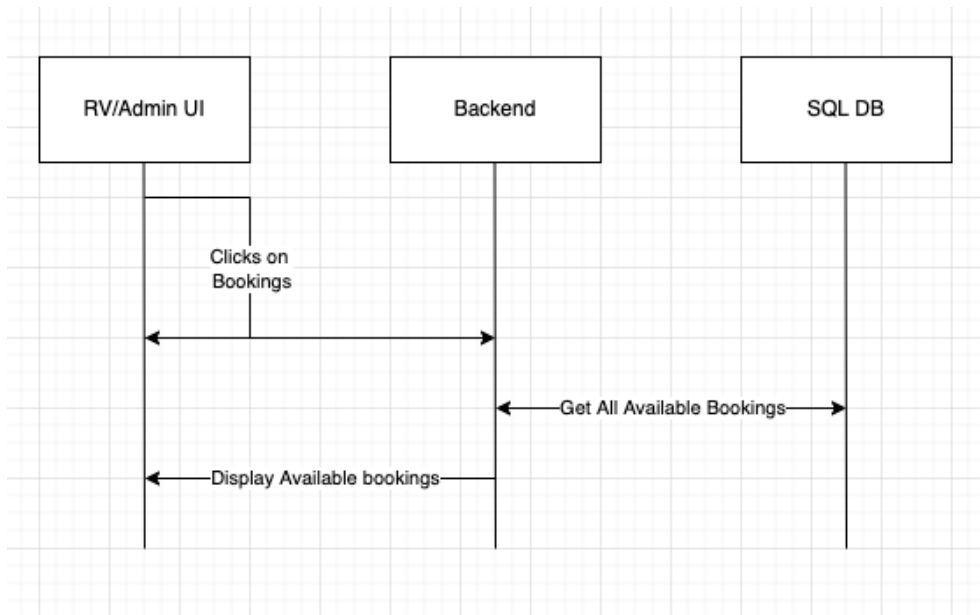 RV/Admin UI
Backend
SQL DB
Clicks on
Bookings
Get All Available Bookings
Display Available bookings